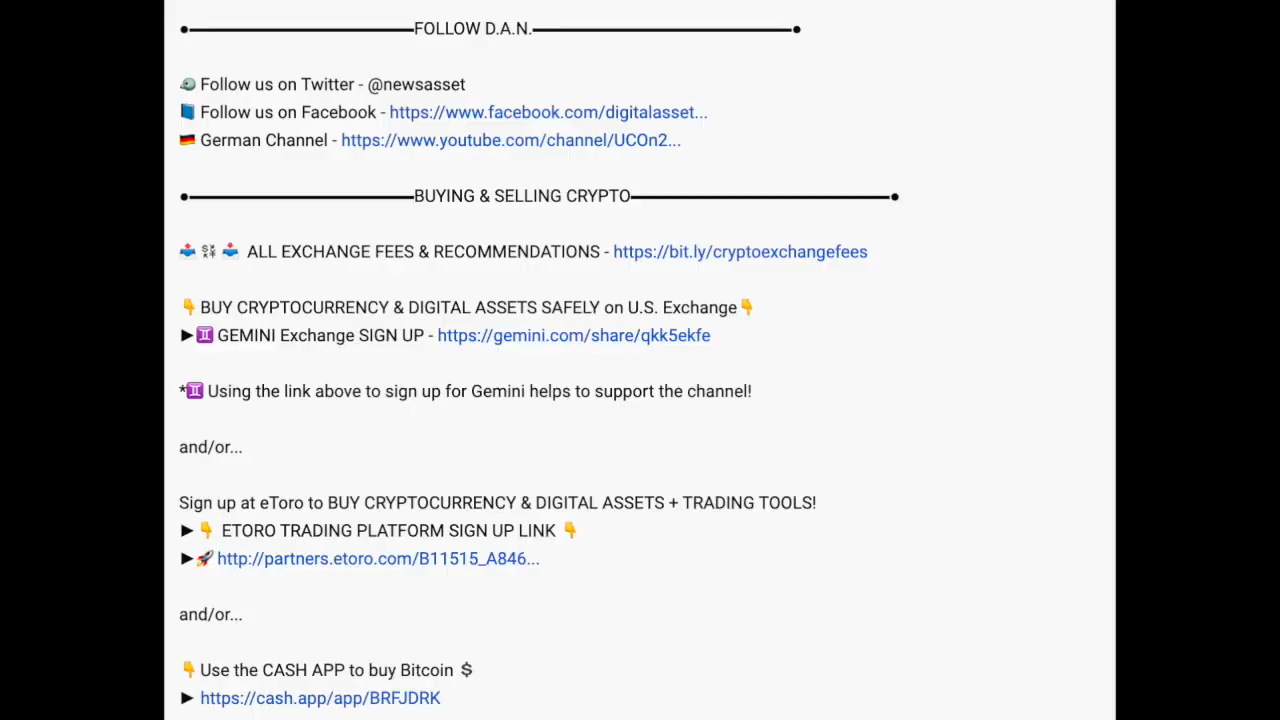 ●━━━━━━━━━━━━FOLLOW D.A.N.━━━━━━━━━━━━━━●
Follow us on Twitter - @newsasset
📘 Follow us on Facebook - https://www.facebook.com/digitalasset...
🇩🇪 German Channel - https://www.youtube.com/channel/UCOn2...
●━━━━━━━━━━━━BUYING & SELLING CRYPTO━━━━━━━━━━━━━━●
📥 💱 📥 ALL EXCHANGE FEES & RECOMMENDATIONS - https://bit.ly/cryptoexchangefees
👇BUY CRYPTOCURRENCY & DIGITAL ASSETS SAFELY on U.S. Exchange👇
►♊ GEMINI Exchange SIGN UP - https://gemini.com/share/qkk5ekfe
*♊ Using the link above to sign up for Gemini helps to support the channel!
and/or...
Sign up at eToro to BUY CRYPTOCURRENCY & DIGITAL ASSETS + TRADING TOOLS!
►👇 ETORO TRADING PLATFORM SIGN UP LINK 👇
►🚀http://partners.etoro.com/B11515_A846...
and/or...
👇Use the CASH APP to buy Bitcoin 💲
► https://cash.app/app/BRFJDRK